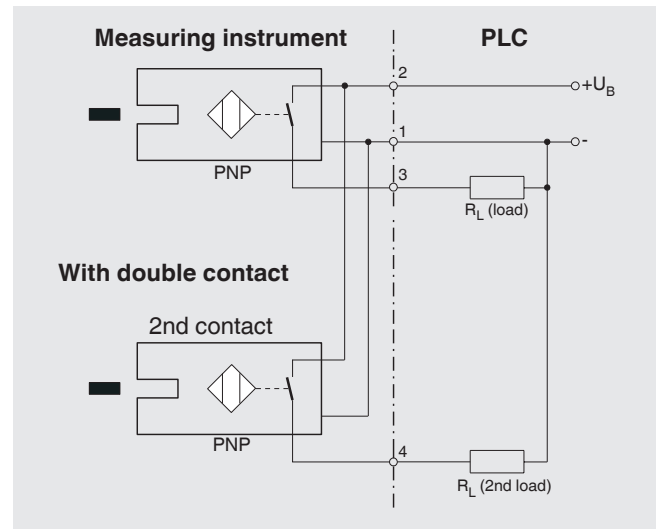 Measuring instrument PLC
2
+U_B
1
-
3
PNP
R_L (load)
With double contact
2nd contact
PNP
4
R_L (2nd load)